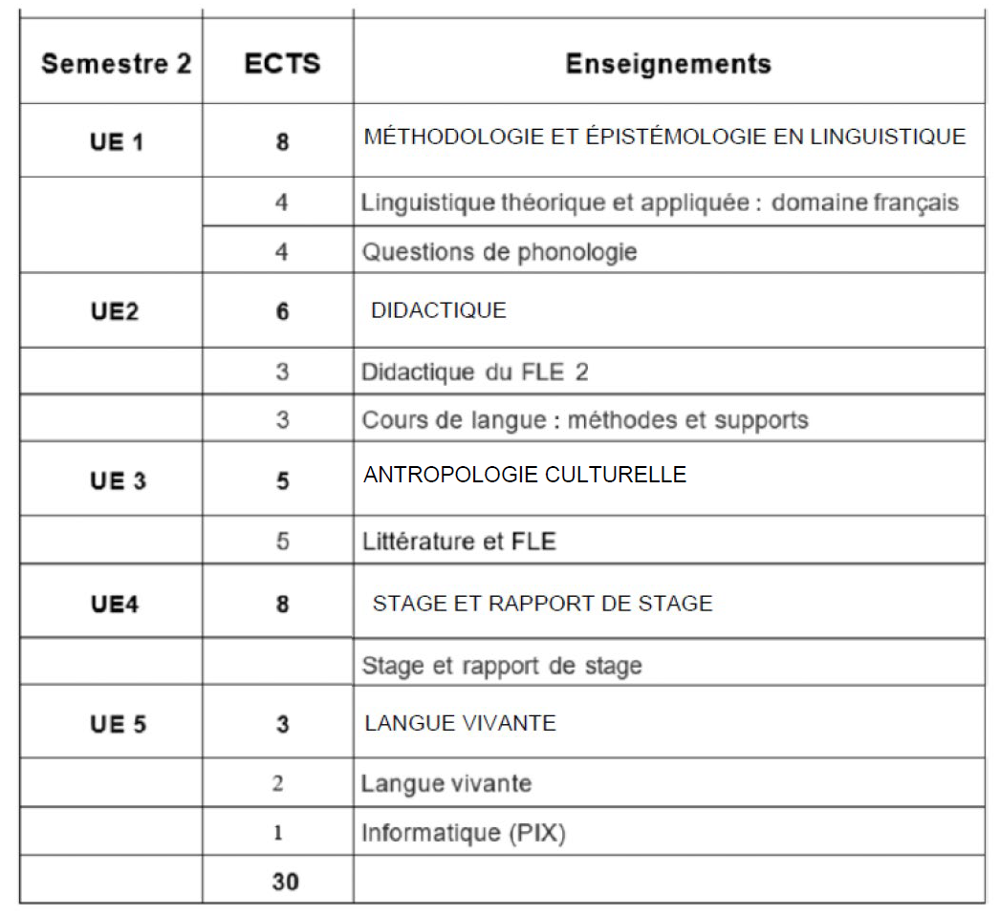 Semestre 2 ECTS Enseignements
UE 1 8 MÉTHODOLOGIE ET ÉPISTÉMOLOGIE EN LINGUISTIQUE
4 Linguistique théorique et appliquée : domaine français
4 Questions de phonologie
UE2 6 DIDACTIQUE
3 Didactique du FLE 2
3 Cours de langue : méthodes et supports
UE 3 5 ANTROPOLOGIE CULTURELLE
5 Littérature et FLE
UE4 8 STAGE ET RAPPORT DE STAGE
Stage et rapport de stage
UE 5 3 LANGUE VIVANTE
2 Langue vivante
1 Informatique (PIX)
30